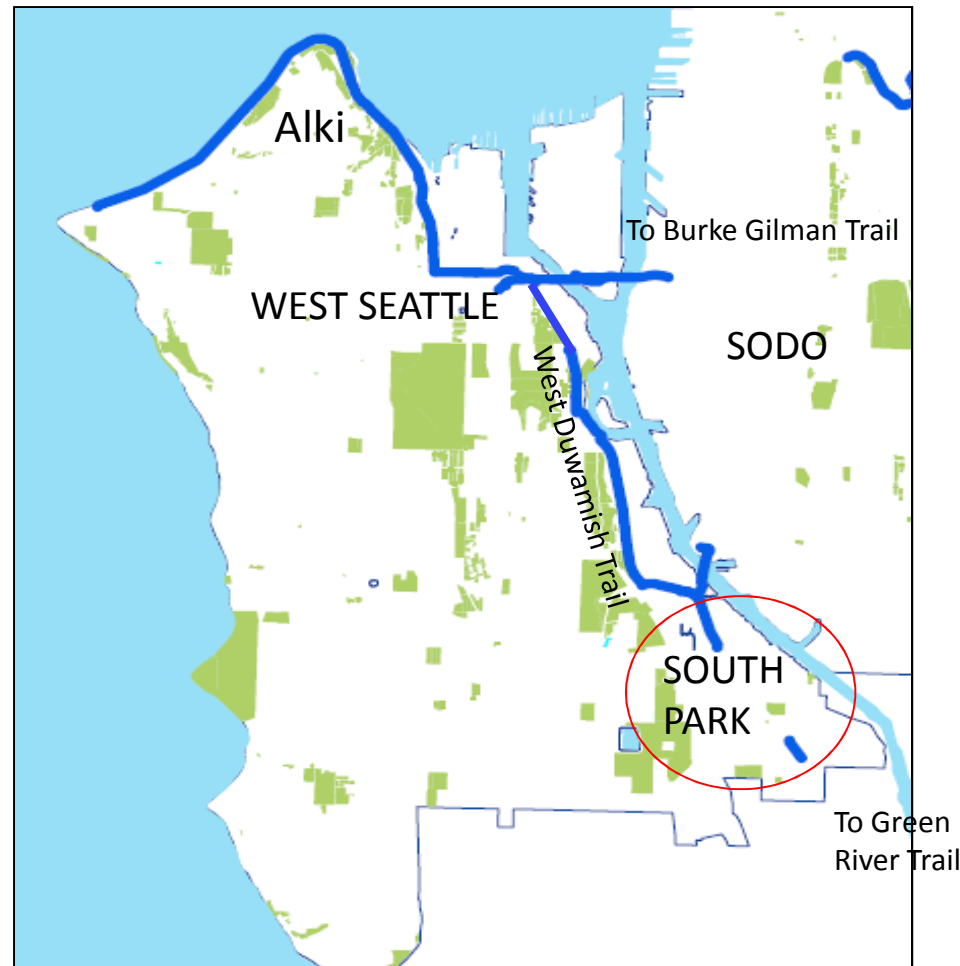 Alki
To Burke Gilman Trail
WEST SEATTLE
SODO
West Duwamish Trail
SOUTH
PARK
To Green
River Trail